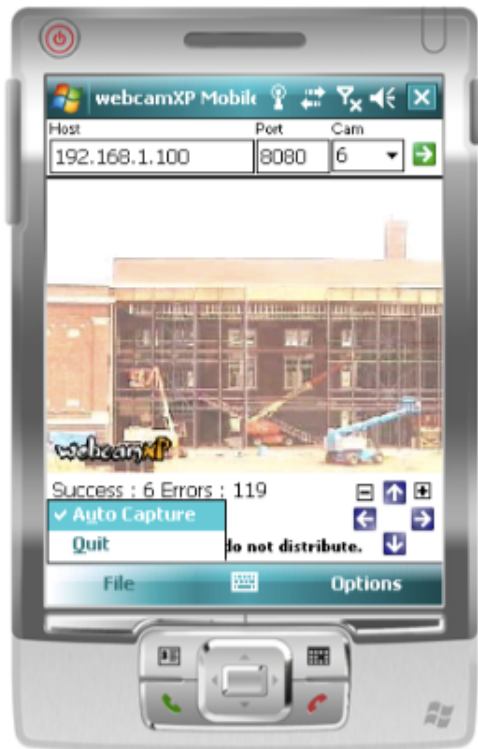 webcamXP Mobile
Host Port Cam
192.168.1.100 8080 6
webcamXP
Success : 6 Errors : 119
Auto Capture
Quit do not distribute.
File Options